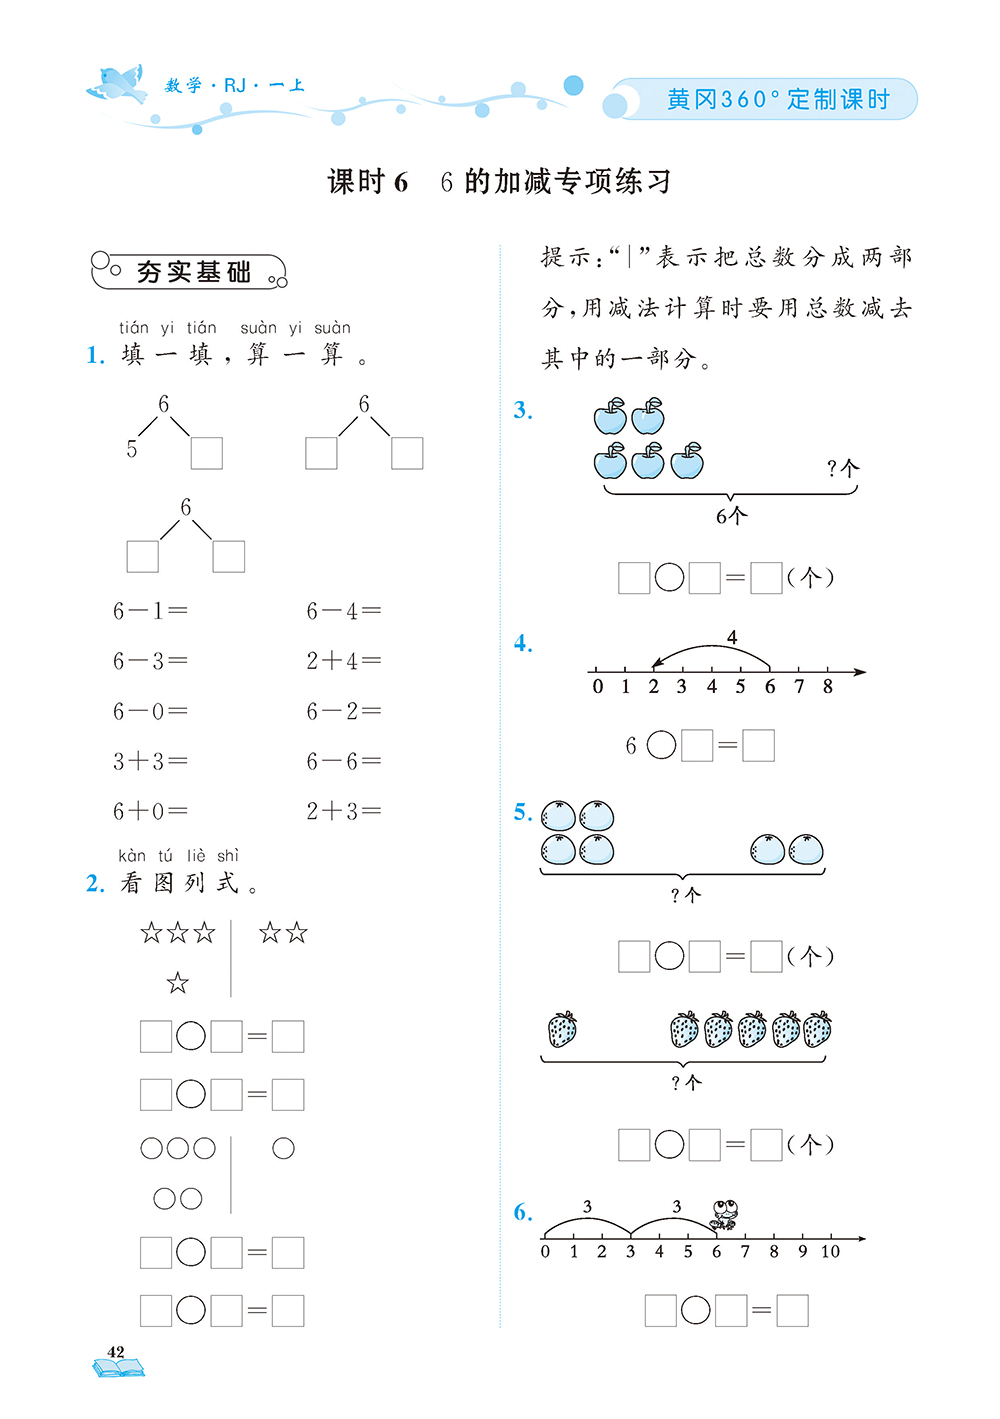 数学·RJ·一上
黄冈360°定制课时
课时6 6的加减专项练习
夯实基础
tián yi tián suàn yi suàn
1. 填一填，算一算。
6
5
6
6
6－1＝
6－4＝
6－3＝
2＋4＝
6－0＝
6－2＝
3＋3＝
6－6＝
6＋0＝
2＋3＝
kàn tú liè shì
2. 看图列式。
＝
＝
＝
＝
提示：“|”表示把总数分成两部
分，用减法计算时要用总数减去
其中的一部分。
3.
?个
6个
＝（个）
4.
4
0 1 2 3 4 5 6 7 8
6 ＝
5.
?个
＝（个）
?个
＝（个）
6.
3 3
0 1 2 3 4 5 6 7 8 9 10
＝
42